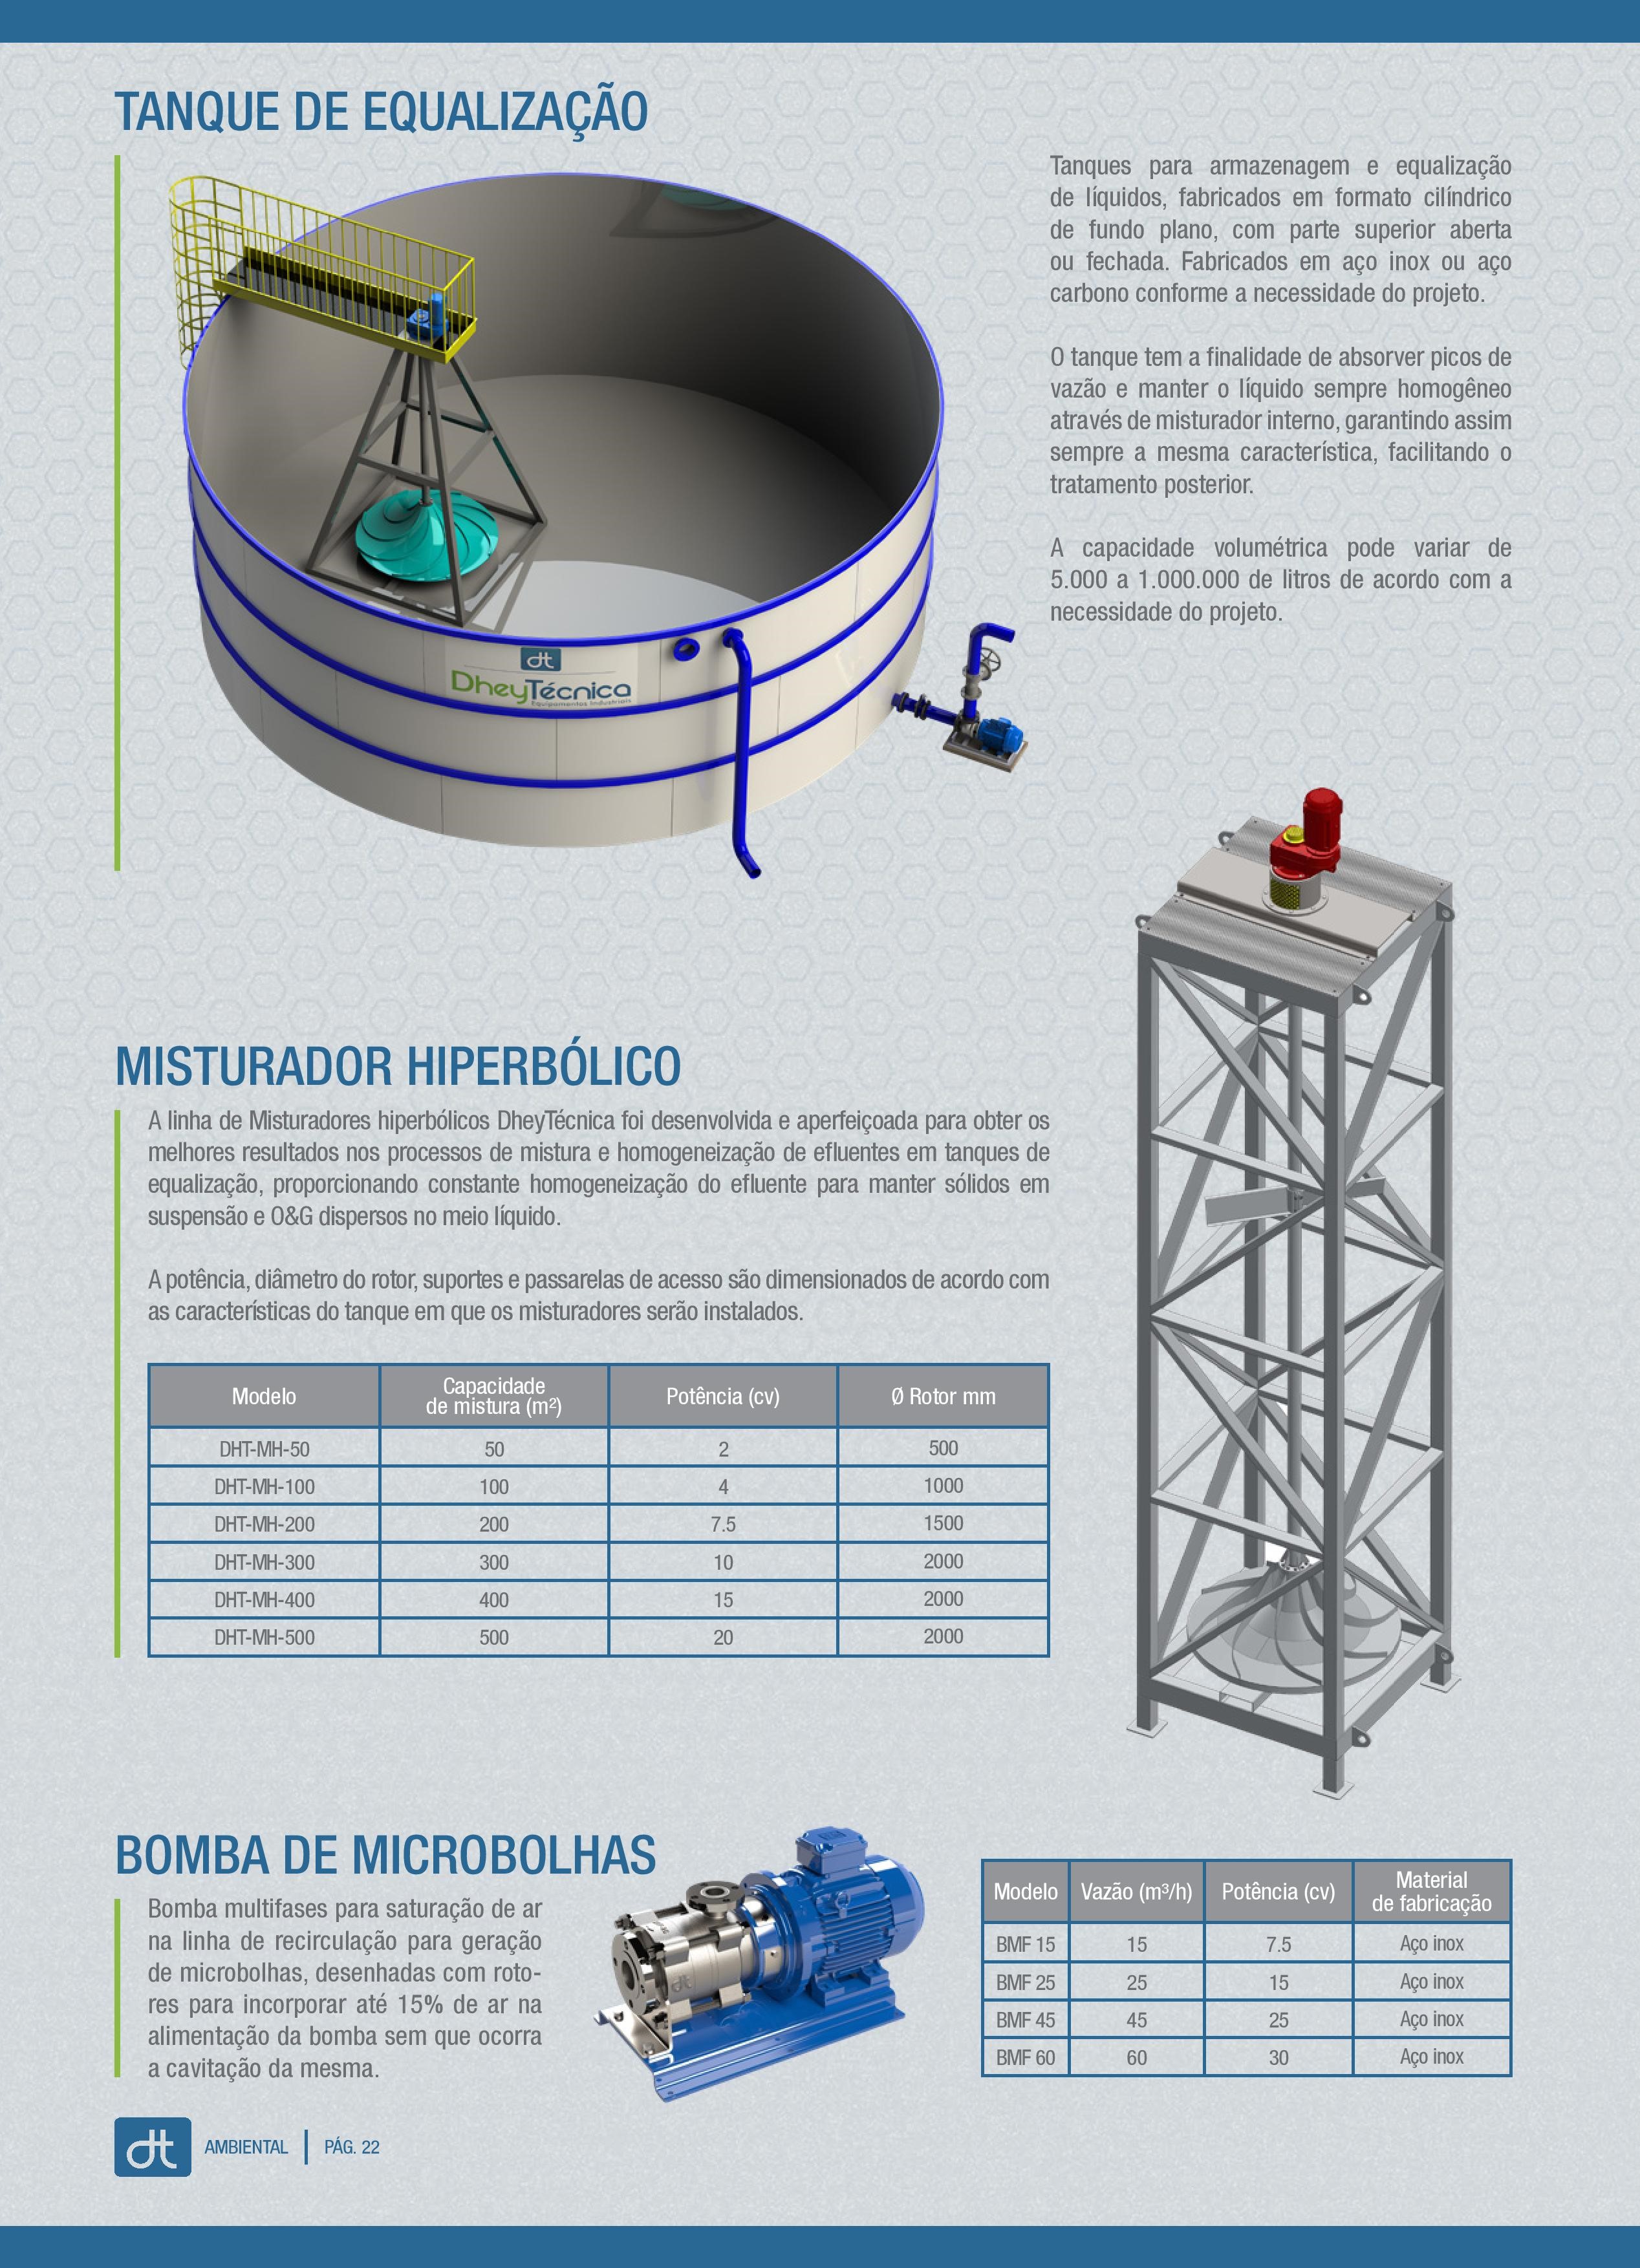 TANQUE DE EQUALIZAÇÃO
Tanques para armazenagem e equalização
de líquidos, fabricados em formato cilíndrico
de fundo plano, com parte superior aberta
ou fechada. Fabricados em aço inox ou aço
carbono conforme a necessidade do projeto.
O tanque tem a finalidade de absorver picos de
vazão e manter o líquido sempre homogêneo
através de misturador interno, garantindo assim
sempre a mesma característica, facilitando o
tratamento posterior.
A capacidade volumétrica pode variar de
5.000 a 1.000.000 de litros de acordo com a
necessidade do projeto.
dt
DheyTécnica
Equipamentos Industriais
MISTURADOR HIPERBÓLICO
A linha de Misturadores hiperbólicos DheyTécnica foi desenvolvida e aperfeiçoada para obter os
melhores resultados nos processos de mistura e homogeneização de efluentes em tanques de
equalização, proporcionando constante homogeneização do efluente para manter sólidos em
suspensão e O&G dispersos no meio líquido.
A potência, diâmetro do rotor, suportes e passarelas de acesso são dimensionados de acordo com
as características do tanque em que os misturadores serão instalados.
Modelo Capacidade de mistura (m²) Potência (cv) Ø Rotor mm
DHT-MH-50 50 2 500
DHT-MH-100 100 4 1000
DHT-MH-200 200 7.5 1500
DHT-MH-300 300 10 2000
DHT-MH-400 400 15 2000
DHT-MH-500 500 20 2000
BOMBA DE MICROBOLHAS
Bomba multifases para saturação de ar
na linha de recirculação para geração
de microbolhas, desenhadas com roto-
res para incorporar até 15% de ar na
alimentação da bomba sem que ocorra
a cavitação da mesma.
dt
Modelo Vazão (m³/h) Potência (cv) Material de fabricação
BMF 15 15 7.5 Aço inox
BMF 25 25 15 Aço inox
BMF 45 45 25 Aço inox
BMF 60 60 30 Aço inox
dt AMBIENTAL PÁG. 22